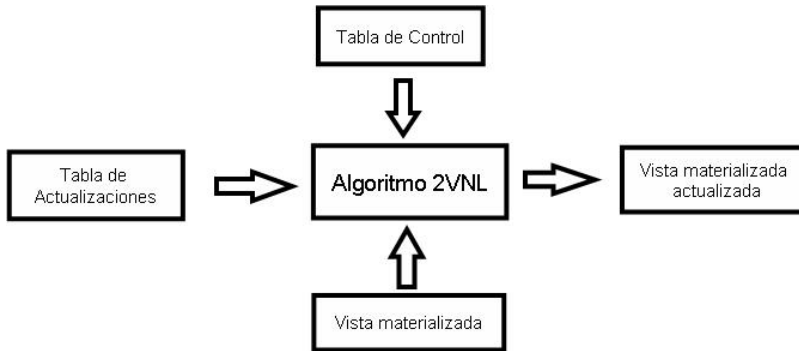 Tabla de Control
Tabla de
Actualizaciones
Algoritmo 2VNL
Vista materializada
actualizada
Vista materializada